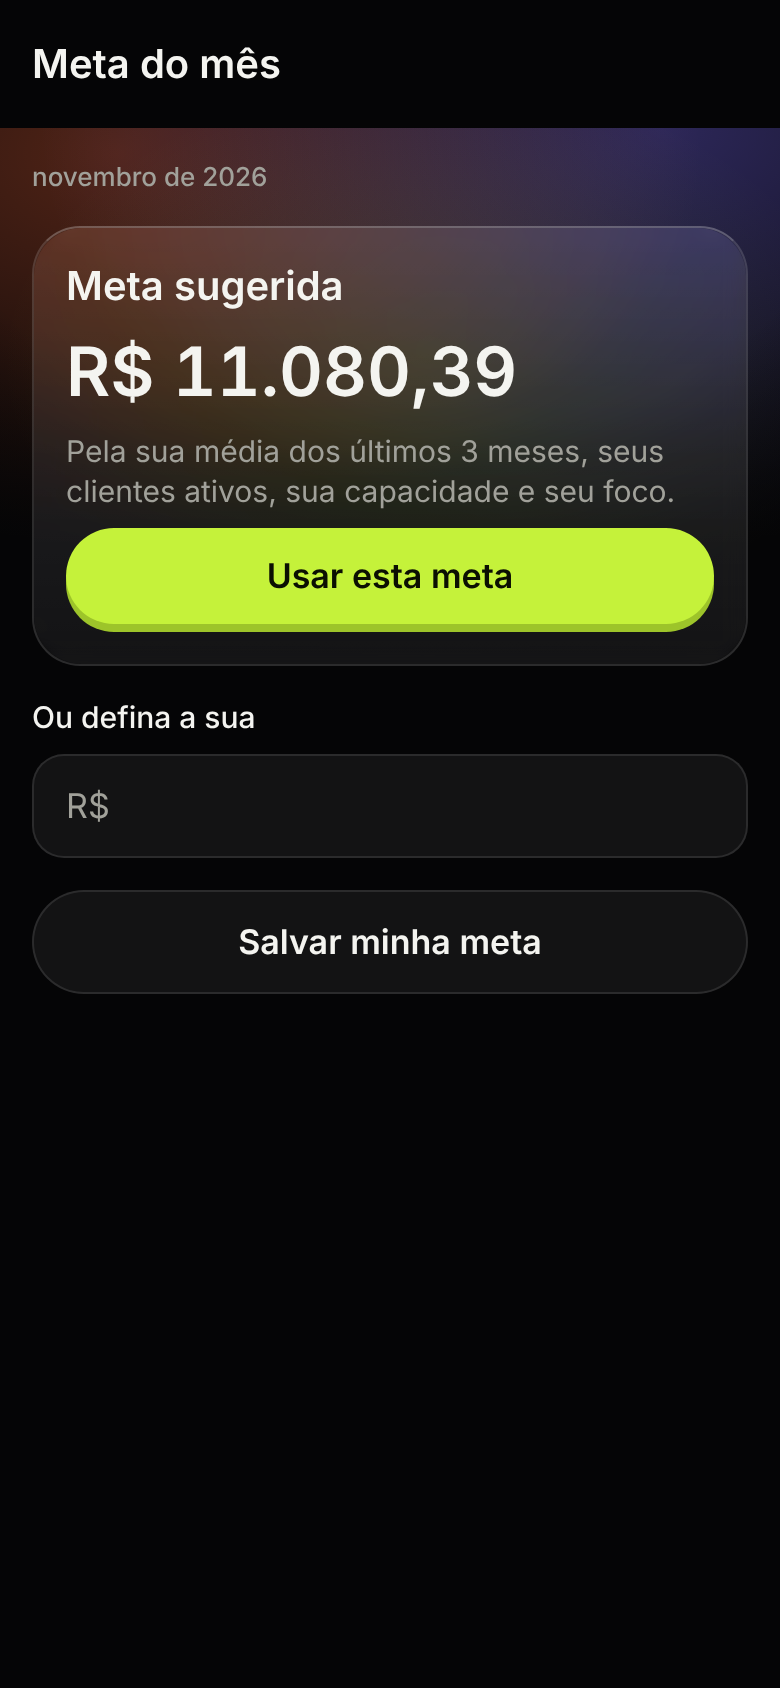 Meta do mês
novembro de 2026
Meta sugerida
R$ 11.080,39
Pela sua média dos últimos 3 meses, seus
clientes ativos, sua capacidade e seu foco.
Usar esta meta
Ou defina a sua
R$
Salvar minha meta